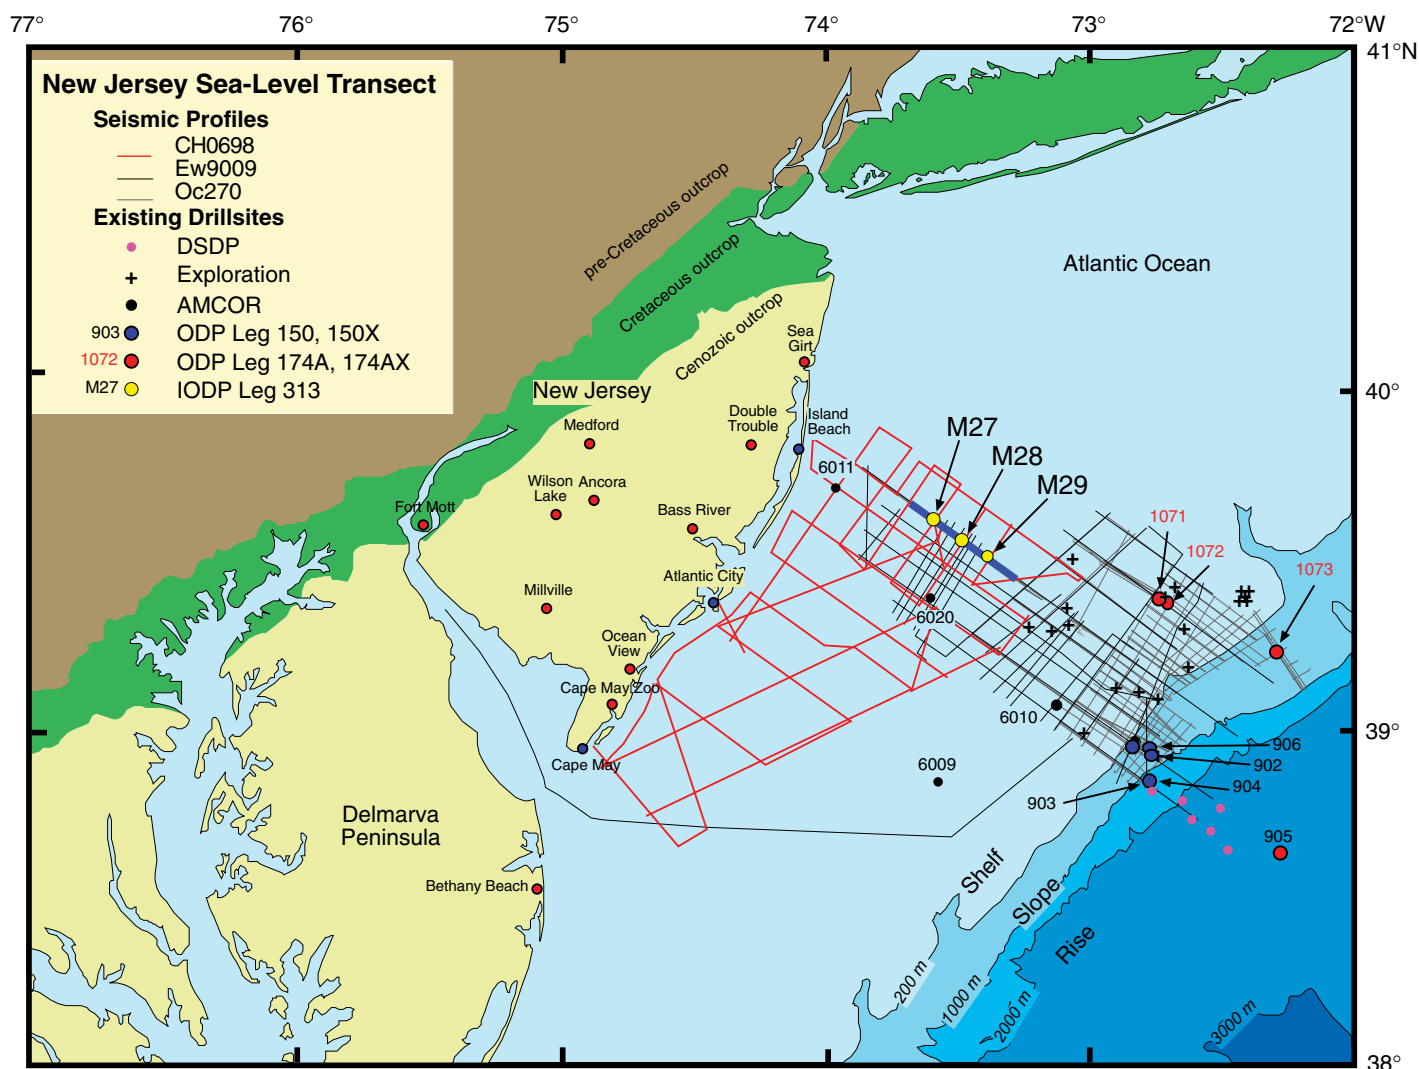 77°
76°
75°
74°
73°
72°W
41°N
40°
39°
38°
New Jersey Sea-Level Transect
Seismic Profiles
CH0698
Ew9009
Oc270
Existing Drillsites
DSDP
Exploration
AMCOR
903 ODP Leg 150, 150X
1072 ODP Leg 174A, 174AX
M27 IODP Leg 313
pre-Cretaceous outcrop
Cretaceous outcrop
Cenozoic outcrop
Atlantic Ocean
Sea
Girt
New Jersey
Medford
Double
Trouble
Island
Beach
M27
M28
M29
6011
Wilson
Lake
Ancora
Fort Mott
Bass River
1071
1072
1073
Atlantic City
Millville
6020
Ocean
View
Cape May Zoo
6010
Cape May
906
902
904
903
6009
905
Delmarva
Peninsula
Bethany Beach
Shelf
Slope
Rise
200 m
1000 m
2000 m
3000 m